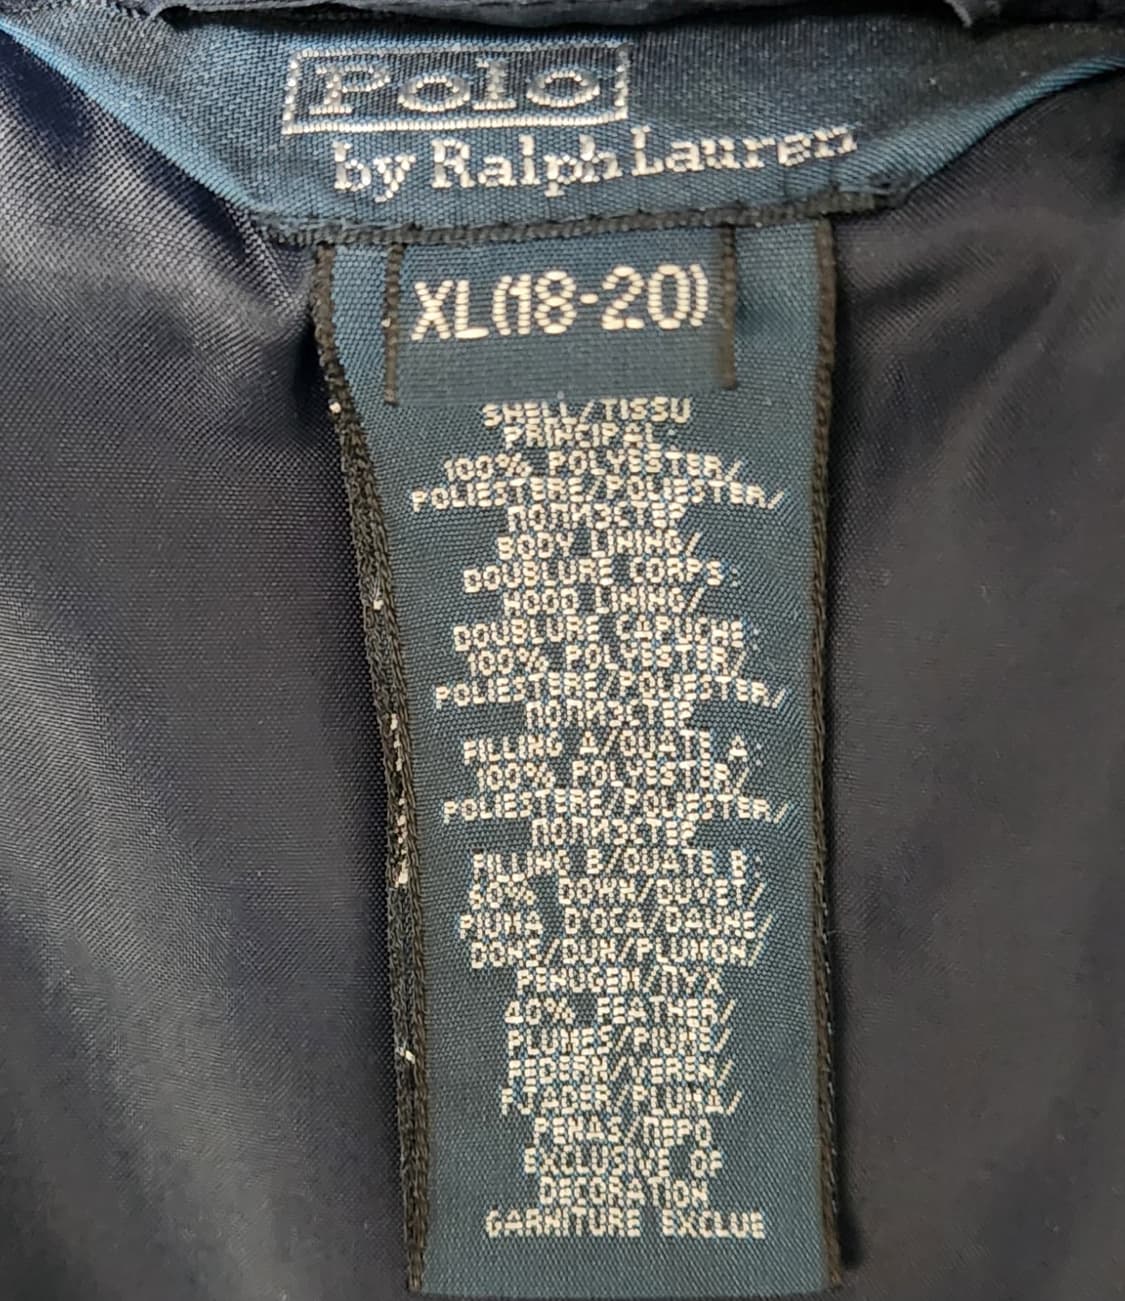 Polo
by Ralph Lauren
XL(18-20)
SHELL/TISSU
PRINCIPAL:
100% POLYESTER/
POLIESTERE/POLIESTER/
ПОЛИЭСТЕР
BODY LINING/
DOUBLURE CORPS:
HOOD LINING/
DOUBLURE CAPUCHE:
100% POLYESTER/
POLIESTERE/POLIESTER/
ПОЛИЭСТЕР
FILLING A/OUATE A:
100% POLYESTER/
POLIESTERE/POLIESTER/
ПОЛИЭСТЕР
FILLING B/OUATE B:
60% DOWN/DUVET/
PIUMA D'OCA/DAUNE/
DONS/DUN/PLUMON/
PENUGEM/ПУХ
40% FEATHER/
PLUMES/PIUME/
FEDERN/VEREN/
FJADER/PLUMA/
PENAS/ПЕРО
EXCLUSIVE OF
DECORATION
GARNITURE EXCLUE